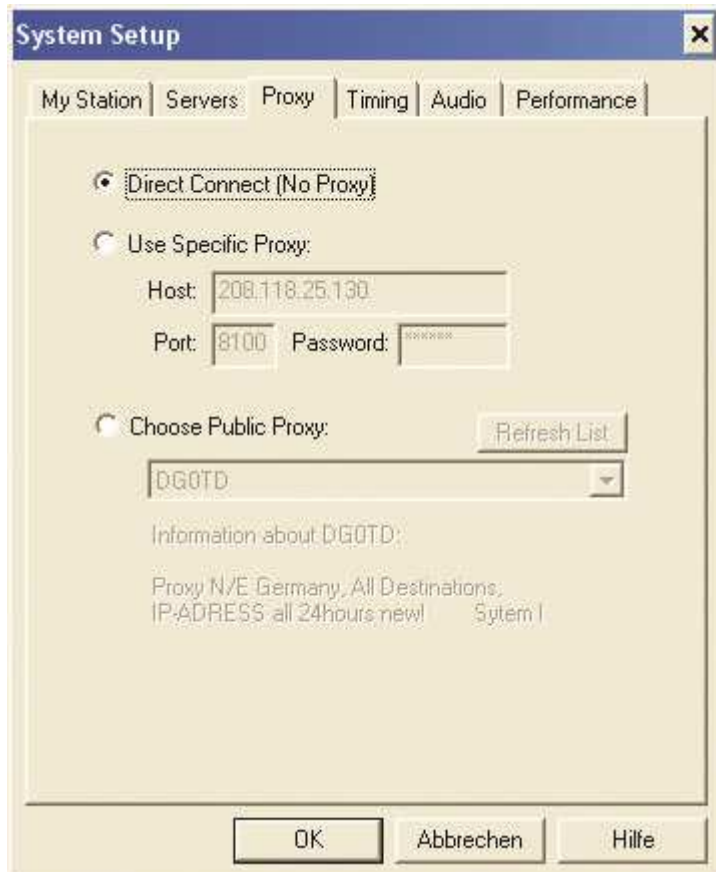 System Setup
My Station Servers Proxy Timing Audio Performance
Direct Connect (No Proxy)
Use Specific Proxy:
Host: 208.118.25.130
Port: 8100 Password: ******
Choose Public Proxy: Refresh List
DG0TD
Information about DG0TD:
Proxy N/E Germany, All Destinations,
IP-ADRESS all 24hours new! Sytem I
OK Abbrechen Hilfe